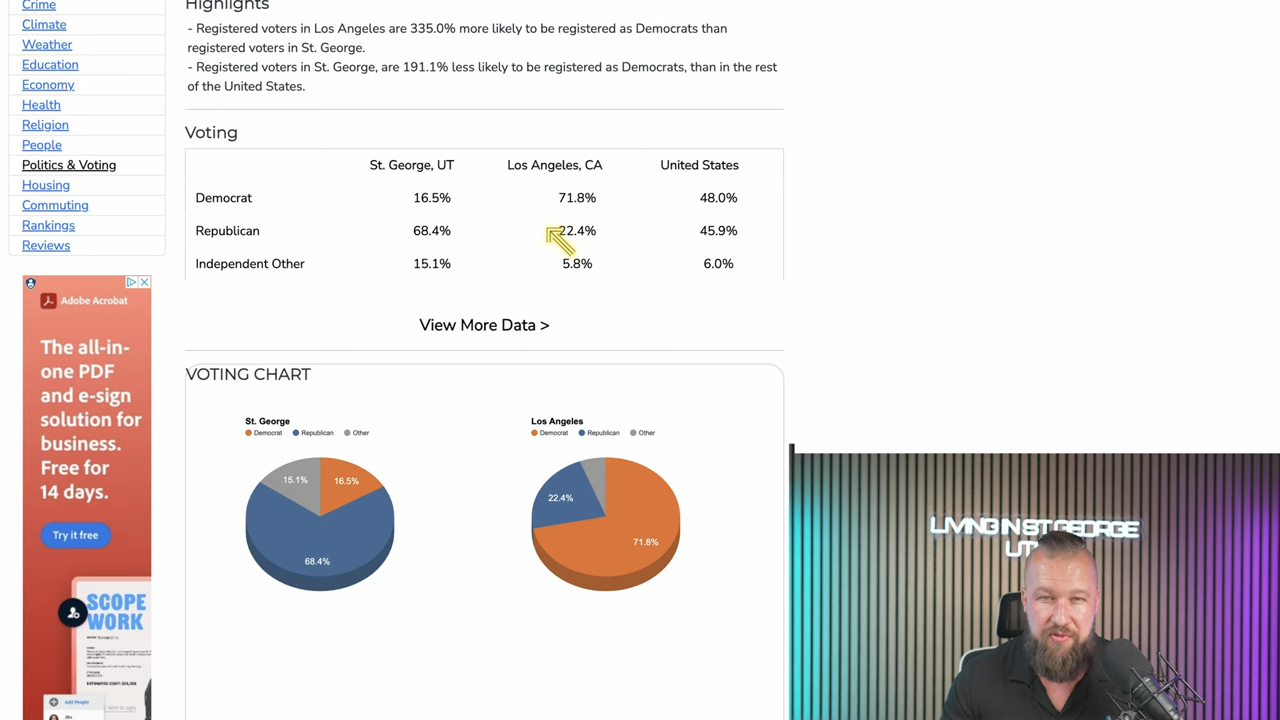 Crime
Climate
Weather
Education
Economy
Health
Religion
People
Politics & Voting
Housing
Commuting
Rankings
Reviews
Adobe Acrobat
The all-in-
one PDF
and e-sign
solution for
business.
Free for
14 days.
Try it free
SCOPE
WORK
Add People
Highlights
- Registered voters in Los Angeles are 335.0% more likely to be registered as Democrats than
registered voters in St. George.
- Registered voters in St. George, are 191.1% less likely to be registered as Democrats, than in the rest
of the United States.
Voting
St. George, UT Los Angeles, CA United States
Democrat 16.5% 71.8% 48.0%
Republican 68.4% 22.4% 45.9%
Independent Other 15.1% 5.8% 6.0%
View More Data >
VOTING CHART
St. George
Democrat Republican Other
15.1% 16.5%
68.4%
Los Angeles
Democrat Republican Other
22.4%
71.8%
LIVING IN ST GEORGE